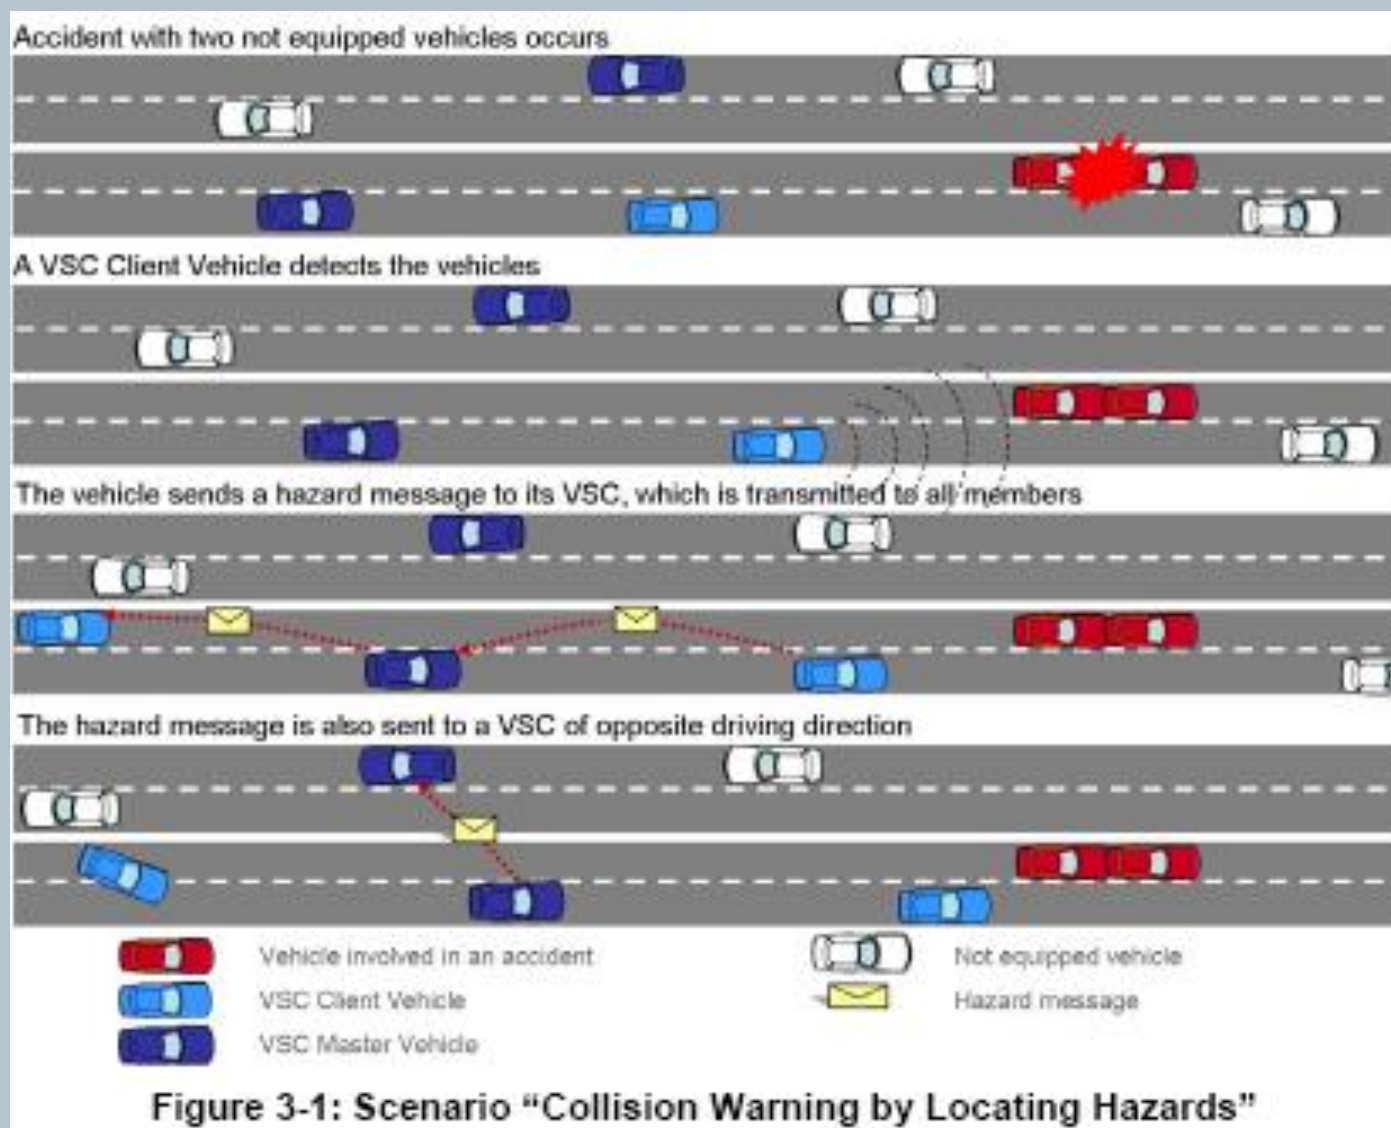 Accident with two not equipped vehicles occurs
A VSC Client Vehicle detects the vehicles
The vehicle sends a hazard message to its VSC, which is transmitted to all members
The hazard message is also sent to a VSC of opposite driving direction
Vehicle involved in an accident
Not equipped vehicle
VSC Client Vehicle
Hazard message
VSC Master Vehicle
Figure 3-1: Scenario “Collision Warning by Locating Hazards”